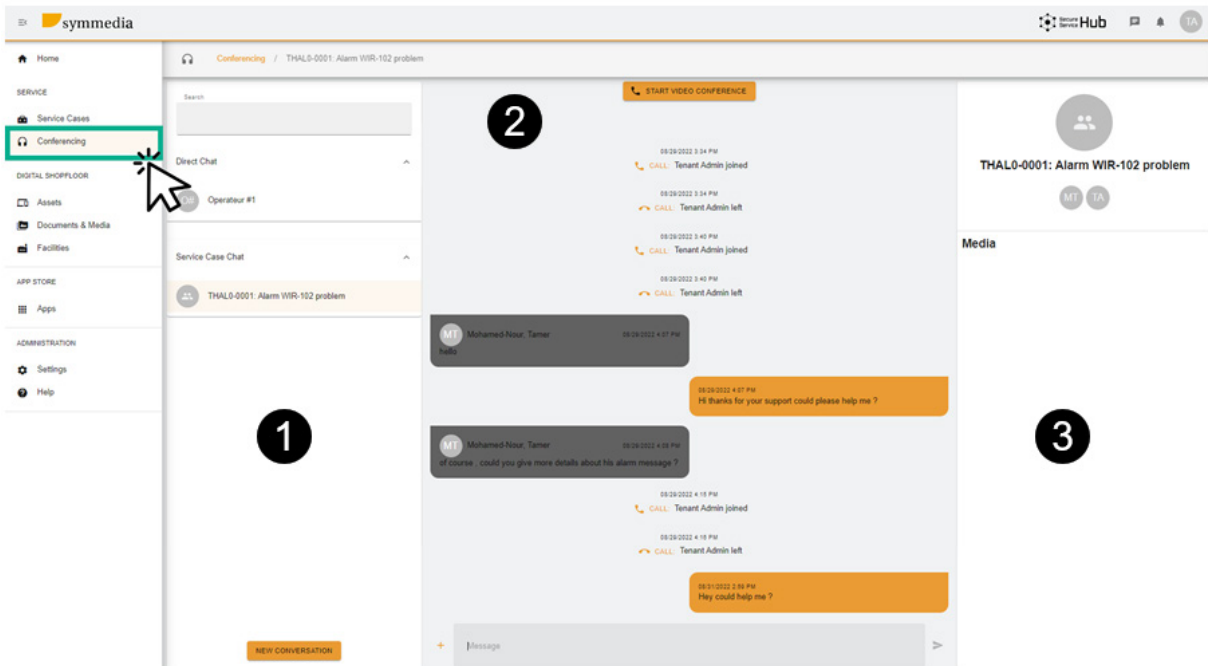 symmedia
Secure Service Hub
TA
Home
SERVICE
Service Cases
Conferencing
DIGITAL SHOPFLOOR
Assets
Documents & Media
Facilities
APP STORE
Apps
ADMINISTRATION
Settings
Help
Conferencing / THAL0-0001: Alarm WIR-102 problem
Search
Direct Chat
Operateur #1
Service Case Chat
THAL0-0001: Alarm WIR-102 problem
1
NEW CONVERSATION
START VIDEO CONFERENCE
2
08/29/2022 3:34 PM
CALL: Tenant Admin joined
08/29/2022 3:34 PM
CALL: Tenant Admin left
08/29/2022 3:40 PM
CALL: Tenant Admin joined
08/29/2022 3:40 PM
CALL: Tenant Admin left
MT Mohamed-Nour, Tamer 08/29/2022 4:07 PM
hello
08/29/2022 4:07 PM
Hi thanks for your support could please help me ?
MT Mohamed-Nour, Tamer 08/29/2022 4:08 PM
of course , could you give more details about his alarm message ?
08/29/2022 4:15 PM
CALL: Tenant Admin joined
CALL: Tenant Admin left
08/31/2022 2:56 PM
Hey could help me ?
+ Message
THAL0-0001: Alarm WIR-102 problem
MT TA
Media
3